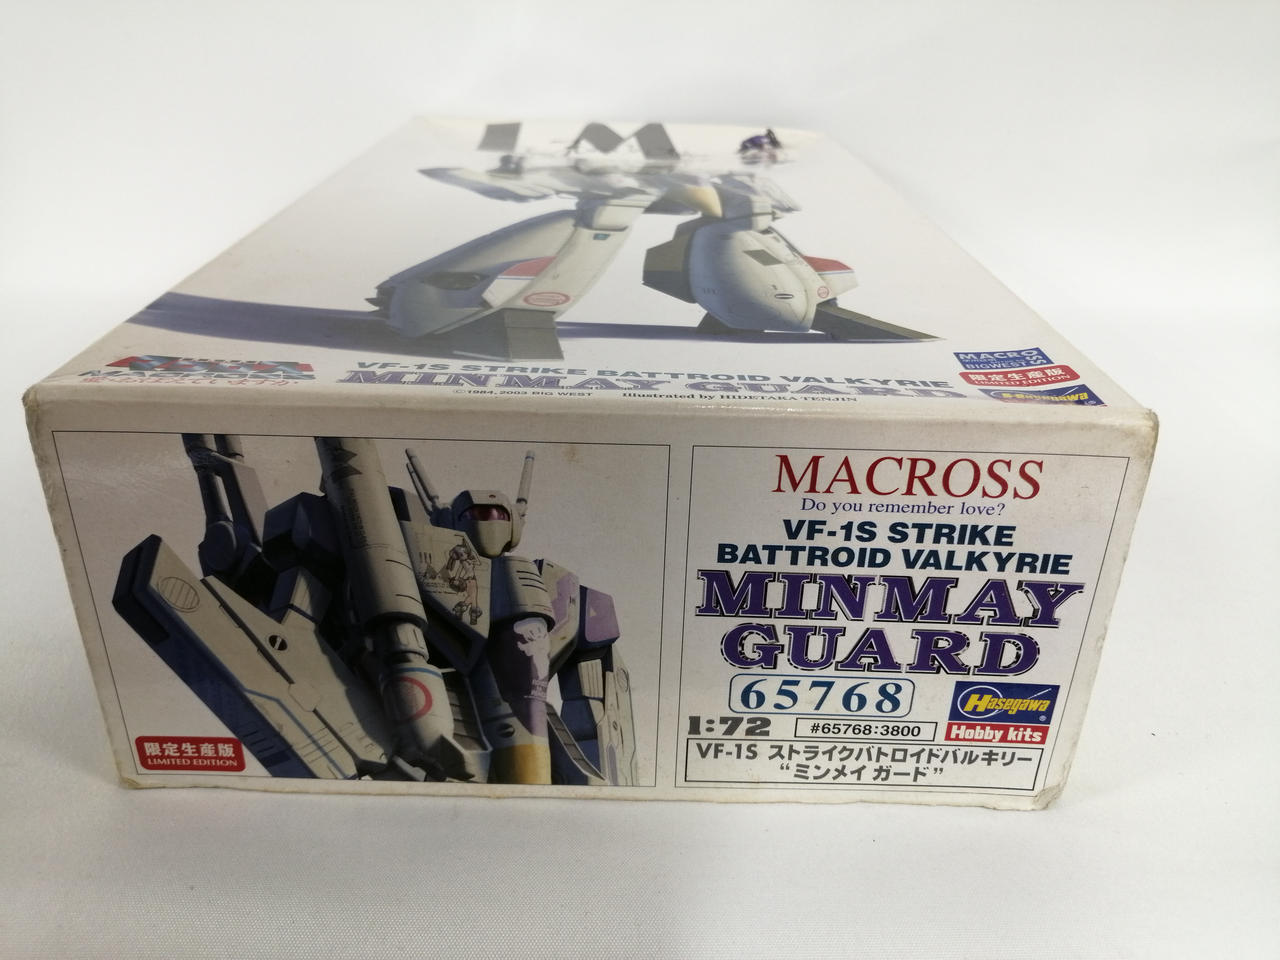 VF-1S STRIKE BATTROID VALKYRIE
MINMAY GUARD
©1984, 2003 BIG WEST
Illustrated by HIDETAKA TENJIN
MACROSS
BIGWEST
限定生産版
LIMITED EDITION
MACROSS
Do you remember love?
VF-1S STRIKE
BATTROID VALKYRIE
MINMAY
GUARD
65768
1:72
#65768:3800
Hasegawa
Hobby kits
VF-1S ストライクバトロイドバルキリー
“ミンメイ ガード”
限定生産版
LIMITED EDITION